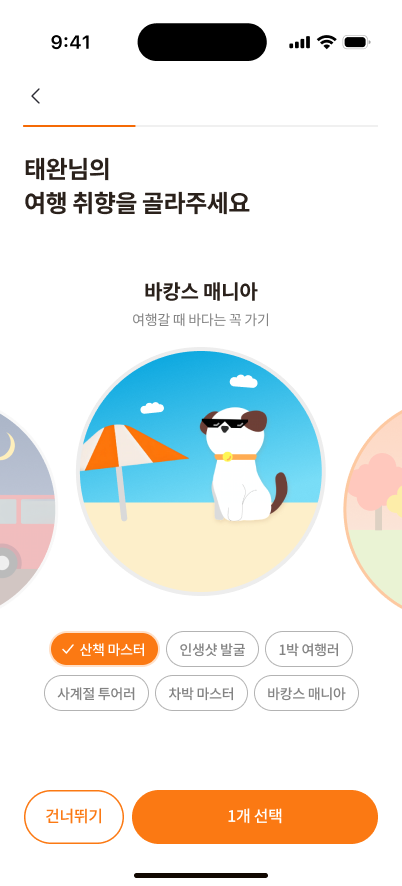 9:41
태완님의
여행 취향을 골라주세요
바캉스 매니아
여행갈 때 바다는 꼭 가기
산책 마스터
인생샷 발굴
1박 여행러
사계절 투어러
차박 마스터
바캉스 매니아
건너뛰기
1개 선택